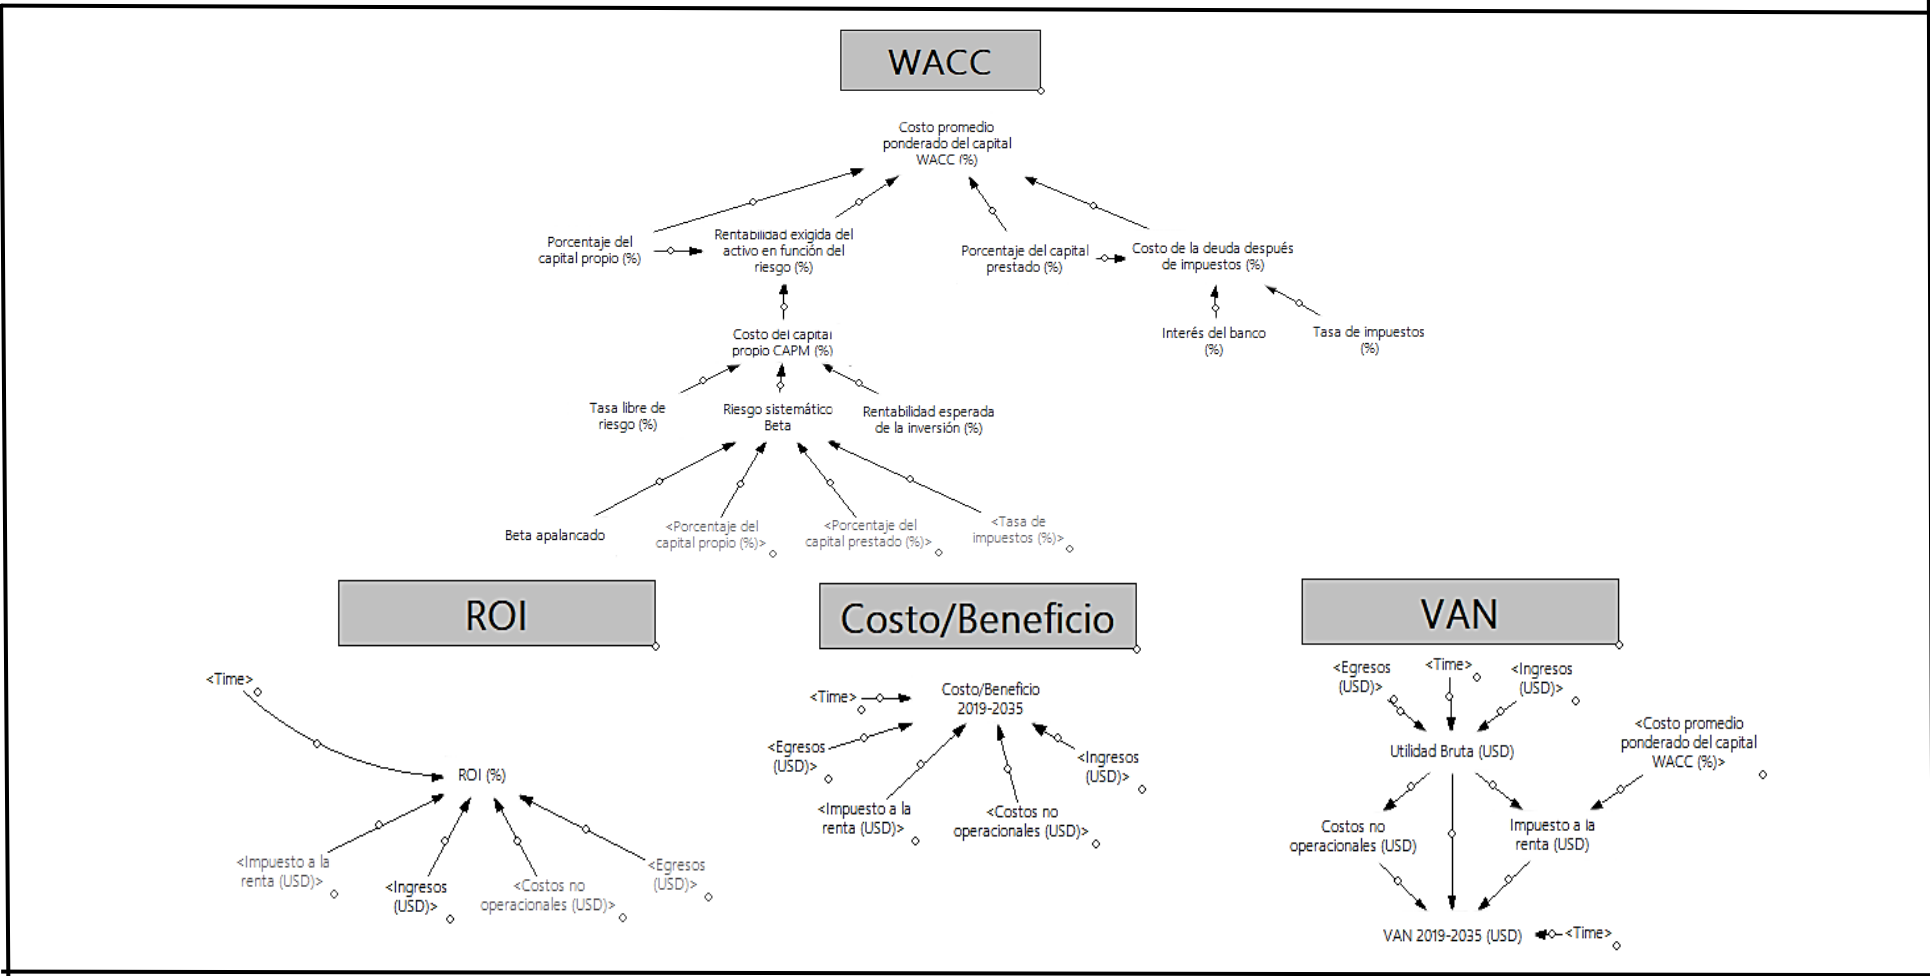 WACC
Costo promedio
ponderado del capital
WACC (%)
Porcentaje del
capital propio (%)
Rentabilidad exigida del
activo en función del
riesgo (%)
Porcentaje del capital
prestado (%)
Costo de la deuda después
de impuestos (%)
Costo del capital
propio CAPM (%)
Interés del banco
(%)
Tasa de impuestos
(%)
Tasa libre de
riesgo (%)
Riesgo sistemático
Beta
Rentabilidad esperada
de la inversión (%)
Beta apalancado
<Porcentaje del
capital propio (%)>
<Porcentaje del
capital prestado (%)>
<Tasa de
impuestos (%)>
ROI
<Time>
ROI (%)
<Impuesto a la
renta (USD)>
<Ingresos
(USD)>
<Costos no
operacionales (USD)>
<Egresos
(USD)>
Costo/Beneficio
<Time>
Costo/Beneficio
2019-2035
<Egresos
(USD)>
<Ingresos
(USD)>
<Impuesto a la
renta (USD)>
<Costos no
operacionales (USD)>
VAN
<Egresos
(USD)>
<Time>
<Ingresos
(USD)>
Utilidad Bruta (USD)
<Costo promedio
ponderado del capital
WACC (%)>
Costos no
operacionales (USD)
Impuesto a la
renta (USD)
VAN 2019-2035 (USD)
<Time>